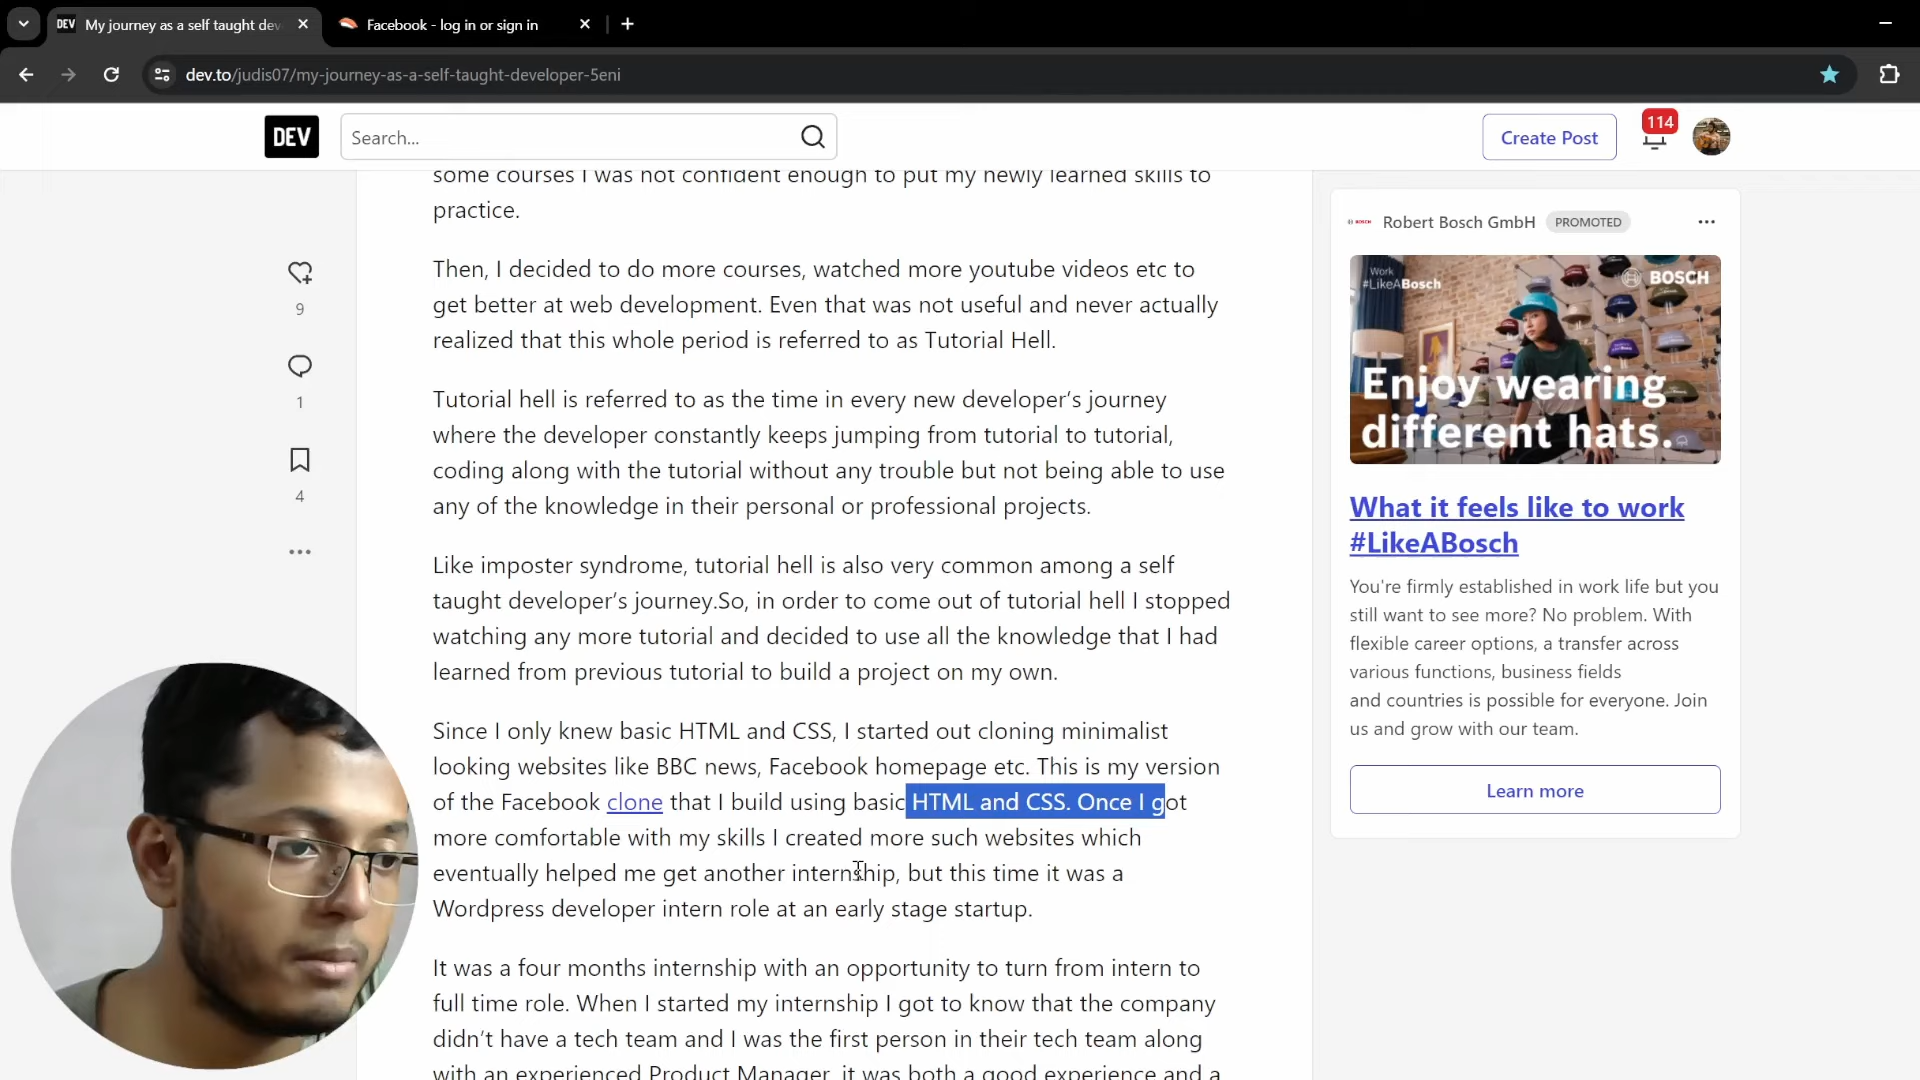 DEV My journey as a self taught dev
Facebook - log in or sign in
dev.to/judis07/my-journey-as-a-self-taught-developer-5eni
DEV
Search...
Create Post
114
some courses I was not confident enough to put my newly learned skills to
practice.
Then, I decided to do more courses, watched more youtube videos etc to
get better at web development. Even that was not useful and never actually
realized that this whole period is referred to as Tutorial Hell.
Tutorial hell is referred to as the time in every new developer's journey
where the developer constantly keeps jumping from tutorial to tutorial,
coding along with the tutorial without any trouble but not being able to use
any of the knowledge in their personal or professional projects.
Like imposter syndrome, tutorial hell is also very common among a self
taught developer's journey.So, in order to come out of tutorial hell I stopped
watching any more tutorial and decided to use all the knowledge that I had
learned from previous tutorial to build a project on my own.
Since I only knew basic HTML and CSS, I started out cloning minimalist
looking websites like BBC news, Facebook homepage etc. This is my version
of the Facebook clone that I build using basic HTML and CSS. Once I got
more comfortable with my skills I created more such websites which
eventually helped me get another internship, but this time it was a
Wordpress developer intern role at an early stage startup.
It was a four months internship with an opportunity to turn from intern to
full time role. When I started my internship I got to know that the company
didn't have a tech team and I was the first person in their tech team along
with an experienced Product Manager, it was both a good experience and a
9
1
4
BOSCH
Robert Bosch GmbH
PROMOTED
Work
#LikeABosch
BOSCH
Enjoy wearing
different hats.
What it feels like to work
#LikeABosch
You're firmly established in work life but you
still want to see more? No problem. With
flexible career options, a transfer across
various functions, business fields
and countries is possible for everyone. Join
us and grow with our team.
Learn more